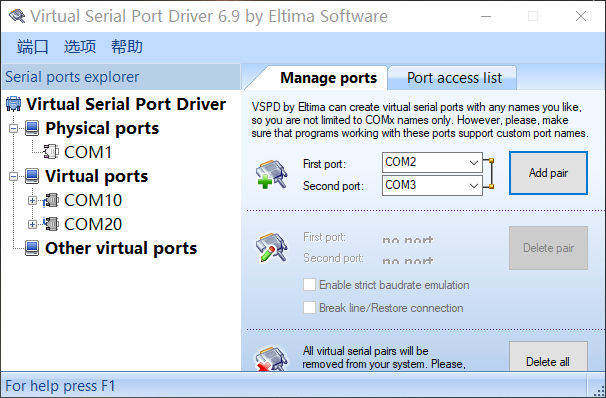 Virtual Serial Port Driver 6.9 by Eltima Software
端口 选项 帮助
Serial ports explorer
Virtual Serial Port Driver
Physical ports
COM1
Virtual ports
COM10
COM20
Other virtual ports
Manage ports
Port access list
VSPD by Eltima can create virtual serial ports with any names you like,
so you are not limited to COMx names only. However, please, make
sure that programs working with these ports support custom port names.
First port: COM2
Second port: COM3
Add pair
First port: no port
Second port: no port
Delete pair
Enable strict baudrate emulation
Break line/Restore connection
All virtual serial pairs will be
removed from your system. Please,
Delete all
For help press F1